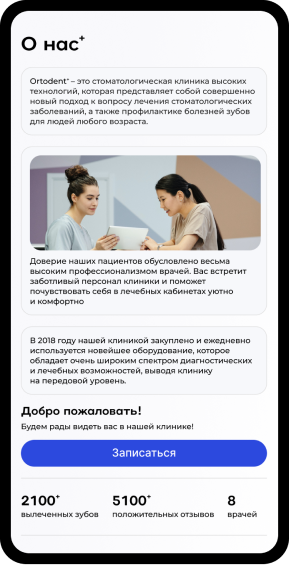 О нас⁺
Ortodent⁺ – это стоматологическая клиника высоких
технологий, которая представляет собой совершенно
новый подход к вопросу лечения стоматологических
заболеваний, а также профилактике болезней зубов
для людей любого возраста.
Доверие наших пациентов обусловлено весьма
высоким профессионализмом врачей. Вас встретит
заботливый персонал клиники и поможет
почувствовать себя в лечебных кабинетах уютно
и комфортно
В 2018 году нашей клиникой закуплено и ежедневно
используется новейшее оборудование, которое
обладает очень широким спектром диагностических
и лечебных возможностей, выводя клинику
на передовой уровень.
Добро пожаловать!
Будем рады видеть вас в нашей клинике!
Записаться
2100⁺ 5100⁺ 8
вылеченных зубов положительных отзывов врачей